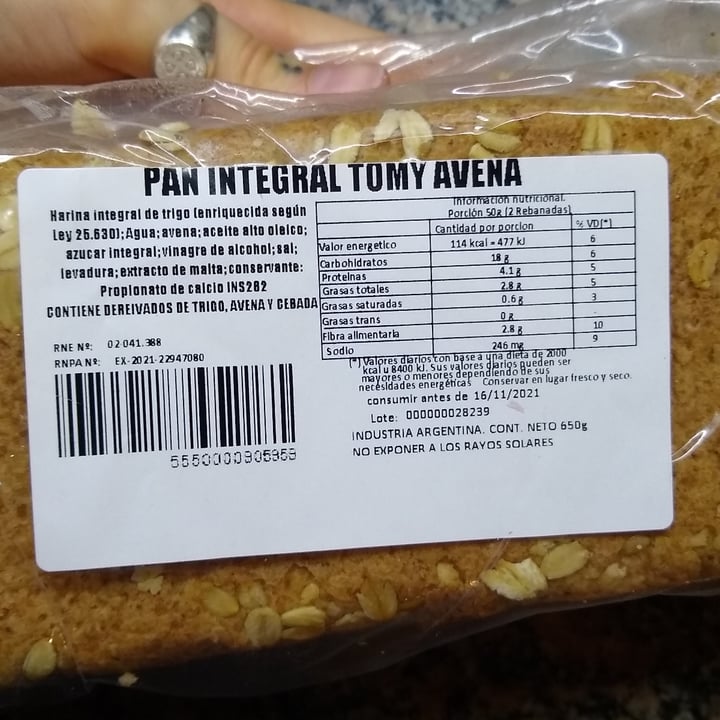 PAN INTEGRAL TOMY AVENA
Harina integral de trigo (enriquecida según
Ley 25.630); Agua; avena; aceite alto oleico;
azucar integral; vinagre de alcohol; sal;
levadura; extracto de malta; conservante:
Propionato de calcio INS282
CONTIENE DEREIVADOS DE TRIGO, AVENA Y CEBADA
RNE Nº: 02-041.388
RNPA Nº: EX-2021-22947080
5550000905959
Información nutricional.
Porción 50g (2 Rebanadas)
Cantidad por porcion % VD(*)
Valor energetico 114 kcal = 477 kJ 6
Carbohidratos 18 g 6
Proteinas 4.1 g 5
Grasas totales 2.8 g 5
Grasas saturadas 0.6 g 3
Grasas trans 0 g -
Fibra alimentaria 2.8 g 10
Sodio 246 mg 9
(*) Valores diarios con base a una dieta de 2000
kcal u 8400 kJ. Sus valores diarios pueden ser
mayores o menores dependiendo de sus
necesidades energéticas Conservar en lugar fresco y seco.
consumir antes de 16/11/2021
Lote: 000000028239
INDUSTRIA ARGENTINA. CONT. NETO 650g
NO EXPONER A LOS RAYOS SOLARES